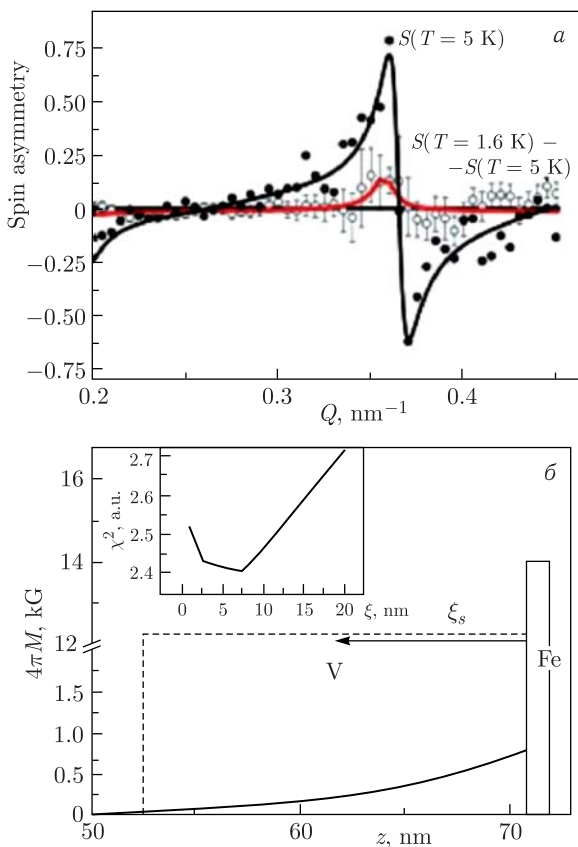 0.75
0.50
0.25
0
−0.25
−0.50
−0.75
Spin asymmetry
S(T = 5 K)
а
S(T = 1.6 K) −
−S(T = 5 K)
0.2
0.3
0.4
Q, nm⁻¹
16
14
12
1.5
1.0
0.5
0
4πM, kG
2.7
2.6
2.5
2.4
χ², a.u.
0 5 10 15 20 ξ, nm
б
ξs
V
Fe
50
60
70
z, nm